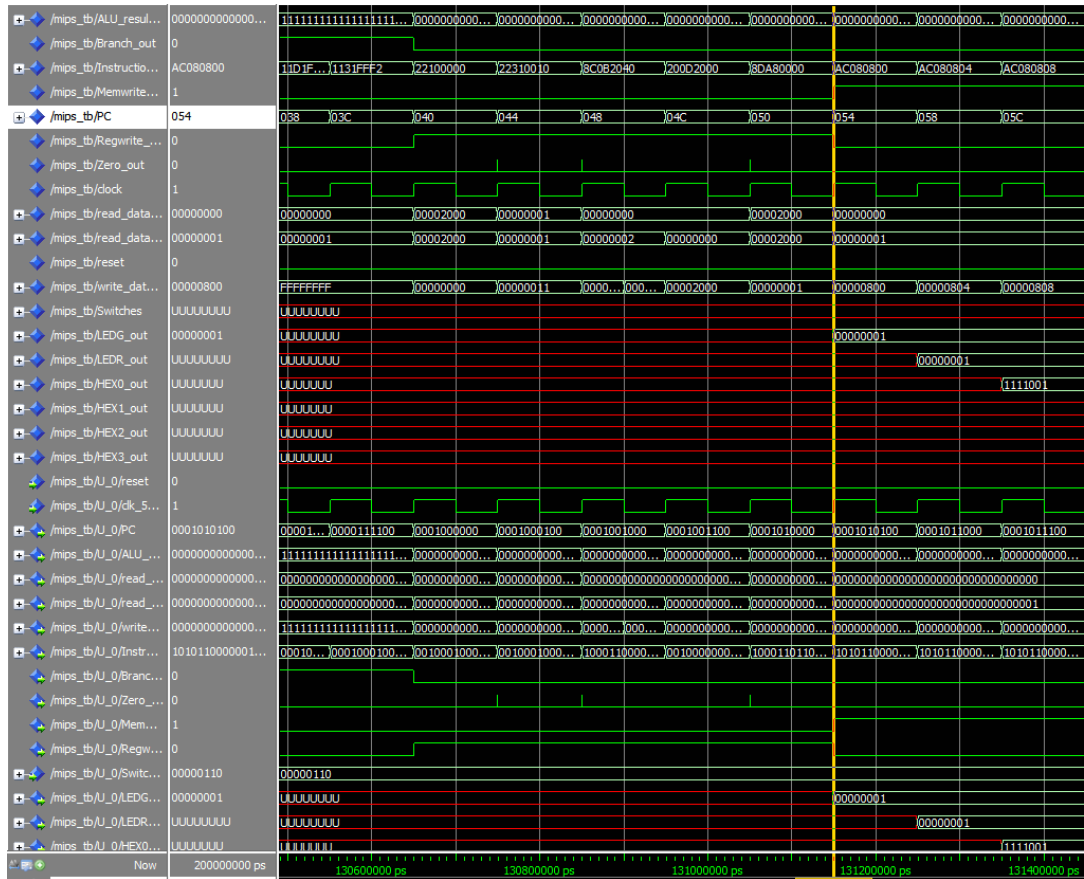 /mips_tb/ALU_resul... 0000000000000... 111111111111111111... 0000000000... 0000000000... 0000000000... 0000000000... 0000000000... 0000000000... 0000000000... 0000000000...
/mips_tb/Branch_out 0
/mips_tb/Instructio... AC080800 11D1F... 1131FFF2 22100000 22310010 8C0B2040 200D2000 8DA80000 AC080800 AC080804 AC080808
/mips_tb/Memwrite... 1
/mips_tb/PC 054 038 03C 040 044 048 04C 050 054 058 05C
/mips_tb/Regwrite_... 0
/mips_tb/Zero_out 0
/mips_tb/clock 1
/mips_tb/read_data... 00000000 00000000 00002000 00000001 00000000 00002000 00000000
/mips_tb/read_data... 00000001 00000001 00002000 00000001 00000002 00000000 00002000 00000001
/mips_tb/reset 0
/mips_tb/write_dat... 00000800 FFFFFFFF 00000000 00000011 0000... 000... 00002000 00000001 00000800 00000804 00000808
/mips_tb/Switches UUUUUUUU UUUUUUUU
/mips_tb/LEDG_out 00000001 UUUUUUUU 00000001
/mips_tb/LEDR_out UUUUUUUU UUUUUUUU 00000001
/mips_tb/HEX0_out UUUUUUU UUUUUUU 1111001
/mips_tb/HEX1_out UUUUUUU UUUUUUU
/mips_tb/HEX2_out UUUUUUU UUUUUUU
/mips_tb/HEX3_out UUUUUUU UUUUUUU
/mips_tb/U_0/reset 0
/mips_tb/U_0/clk_5... 1
/mips_tb/U_0/PC 0001010100 00001... 0000111100 0001000000 0001000100 0001001000 0001001100 0001010000 0001010100 0001011000 0001011100
/mips_tb/U_0/ALU_... 0000000000000... 111111111111111111... 0000000000... 0000000000... 0000000000... 0000000000... 0000000000... 0000000000... 0000000000... 0000000000...
/mips_tb/U_0/read_... 0000000000000... 000000000000000000... 0000000000... 0000000000... 00000000000000000000000... 0000000000... 00000000000000000000000000000000
/mips_tb/U_0/read_... 0000000000000... 000000000000000000... 0000000000... 0000000000... 0000000000... 0000000000... 0000000000... 00000000000000000000000000000001
/mips_tb/U_0/write... 0000000000000... 111111111111111111... 0000000000... 0000000000... 0000... 000... 0000000000... 0000000000... 0000000000... 0000000000... 0000000000...
/mips_tb/U_0/Instr... 1010110000001... 00010... 0001000100... 0010001000... 0010001000... 1000110000... 0010000000... 1000110110... 1010110000... 1010110000... 1010110000...
/mips_tb/U_0/Branc... 0
/mips_tb/U_0/Zero_... 0
/mips_tb/U_0/Mem... 1
/mips_tb/U_0/Regw... 0
/mips_tb/U_0/Switc... 00000110 00000110
/mips_tb/U_0/LEDG... 00000001 UUUUUUUU 00000001
/mips_tb/U_0/LEDR... UUUUUUUU UUUUUUUU 00000001
/mips_tb/U_0/HEX0... UUUUUUU UUUUUUU 1111001
Now 200000000 ps 130600000 ps 130800000 ps 131000000 ps 131200000 ps 131400000 ps